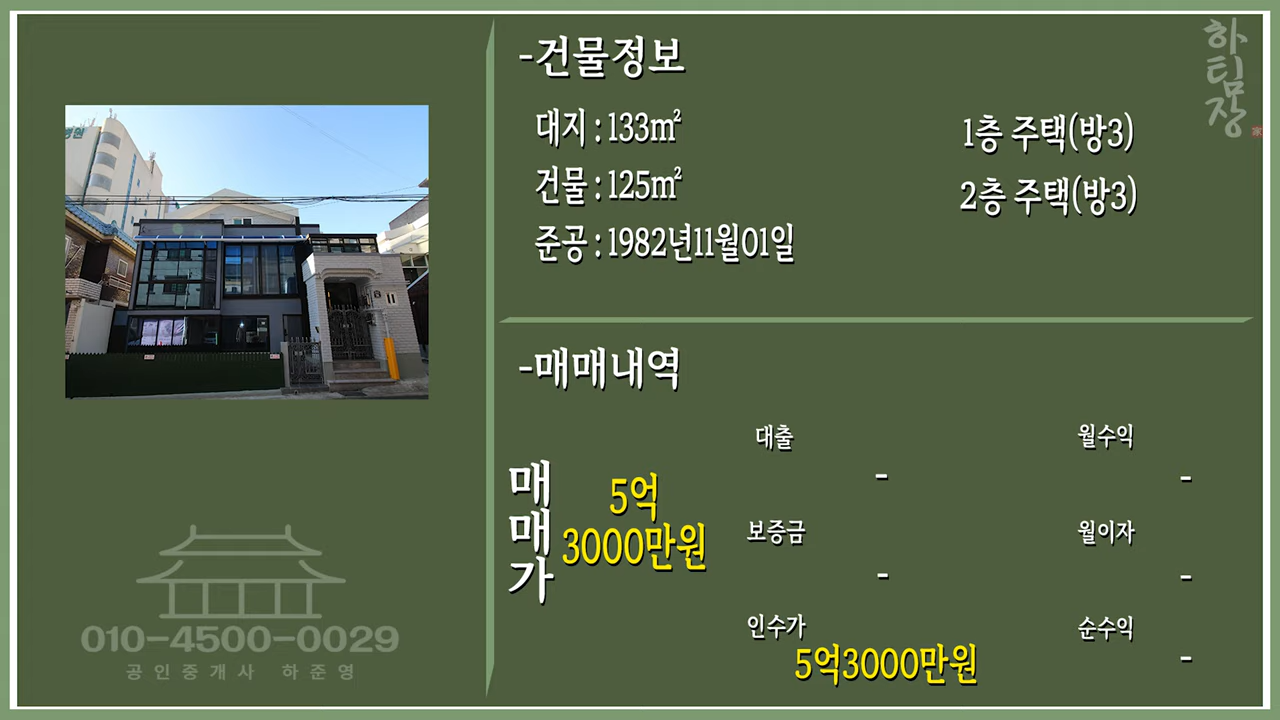 -건물정보
대지 : 133㎡
건물 : 125㎡
준공 : 1982년11월01일
1층 주택(방3)
2층 주택(방3)
하팀장
家
-매매내역
매매가
5억
3000만원
대출
-
보증금
-
인수가
5억3000만원
월수익
-
월이자
-
순수익
-
010-4500-0029
공인중개사 하준영